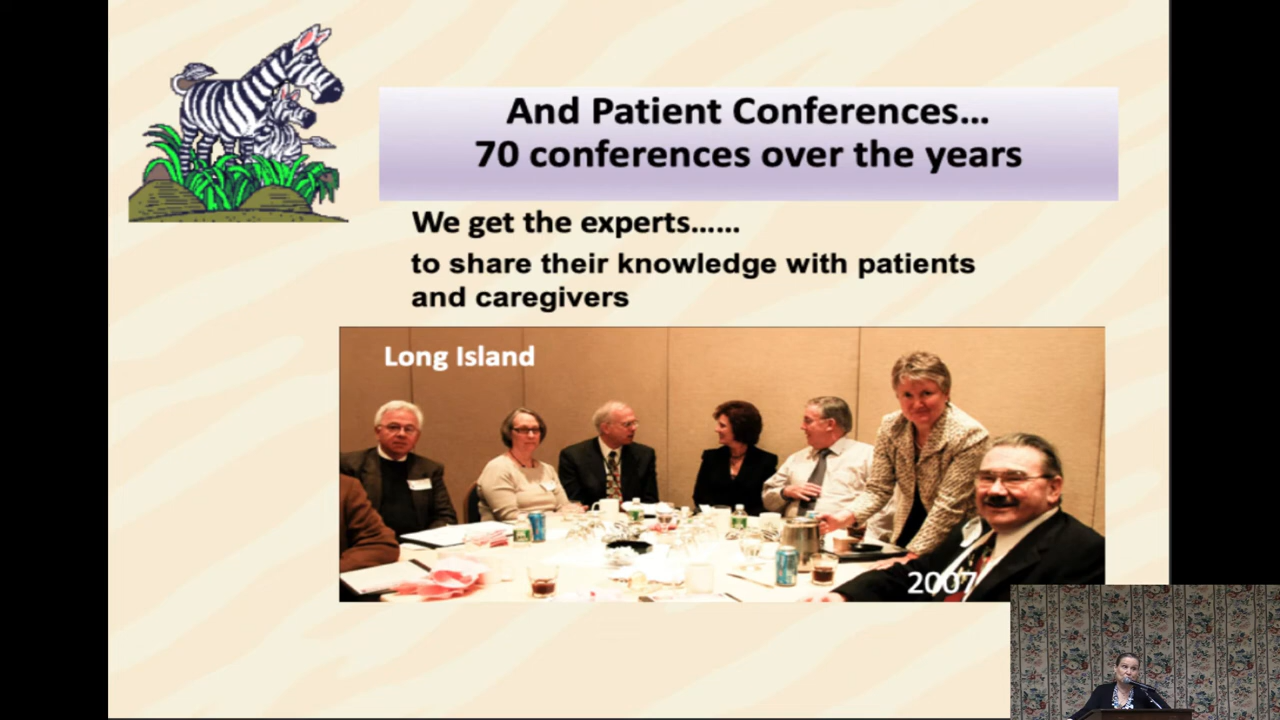 And Patient Conferences...
70 conferences over the years
We get the experts......
to share their knowledge with patients
and caregivers
Long Island
2007